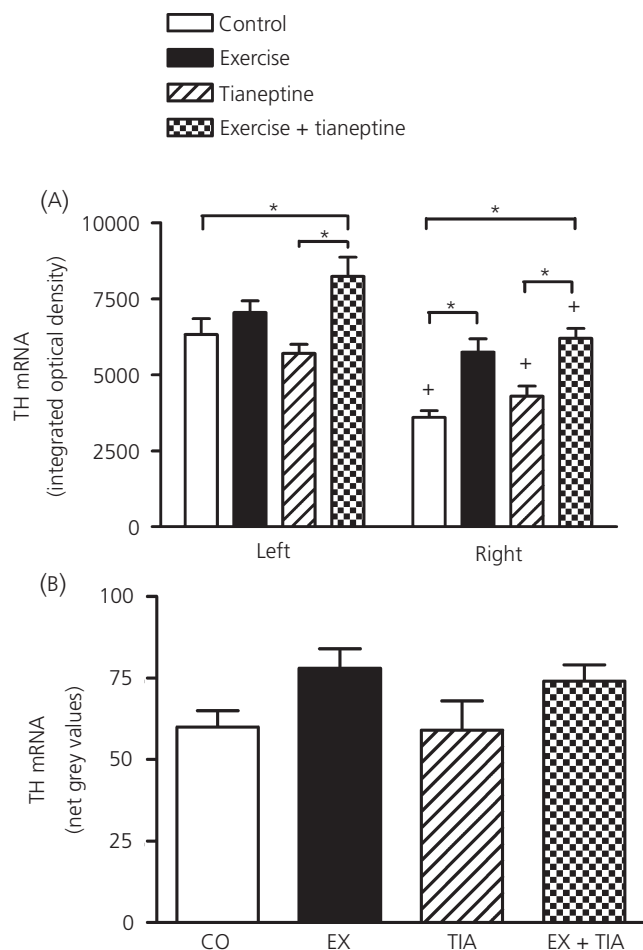 Control
Exercise
Tianeptine
Exercise + tianeptine
(A)
TH mRNA
(integrated optical density)
10000
7500
5000
2500
0
*
*
*
*
*
+
+
+
Left
Right
(B)
TH mRNA
(net grey values)
100
75
50
25
0
CO
EX
TIA
EX + TIA